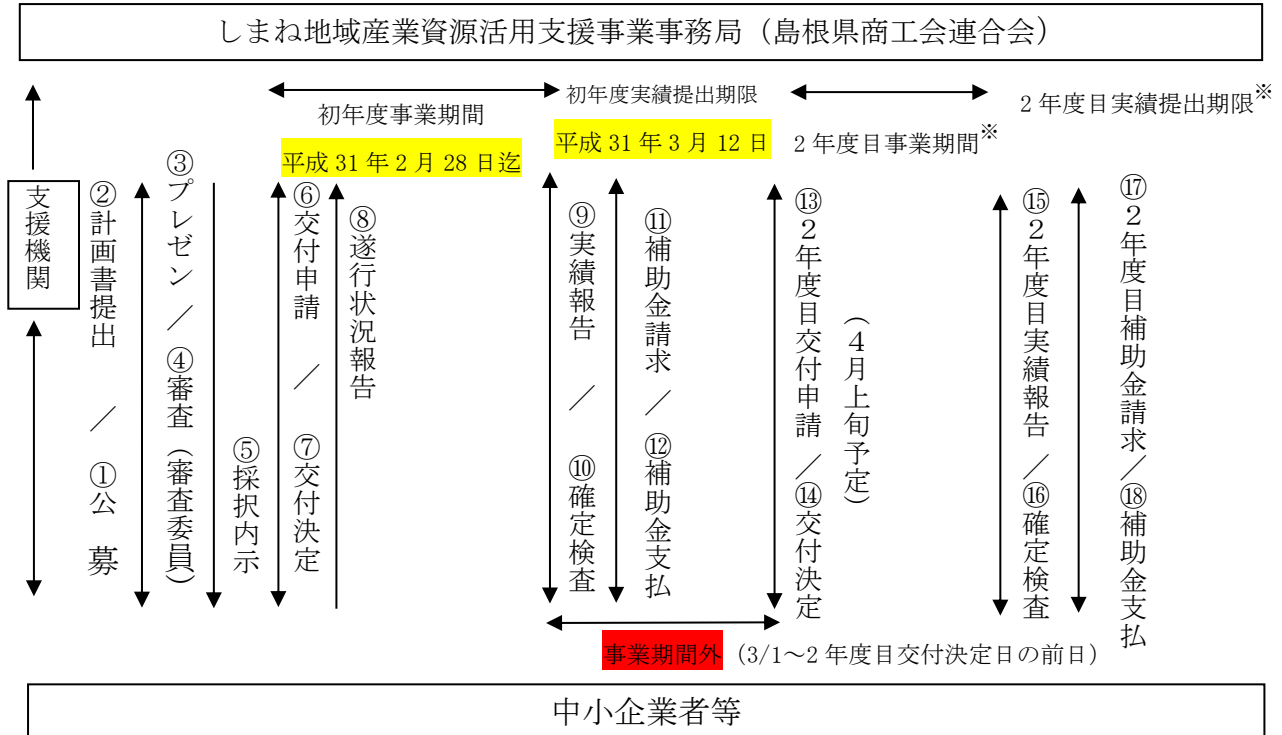 しまね地域産業資源活用支援事業事務局（島根県商工会連合会）
初年度事業期間
平成 31 年 2 月 28 日迄
初年度実績提出期限
平成 31 年 3 月 12 日
2 年度目事業期間※
2 年度目実績提出期限※
支援機関
②計画書提出 ／ ①公 募
③プレゼン ／ ④審査（審査委員）
⑤採択内示
⑥交付申請 ／ ⑦交付決定
⑧遂行状況報告
⑨実績報告 ／ ⑩確定検査
⑪補助金請求 ／ ⑫補助金支払
⑬２年度目交付申請 ／⑭交付決定
（４月上旬予定）
⑮２年度目実績報告 ／⑯確定検査
⑰２年度目補助金請求／⑱補助金支払
事業期間外（3/1～2 年度目交付決定日の前日）
中小企業者等